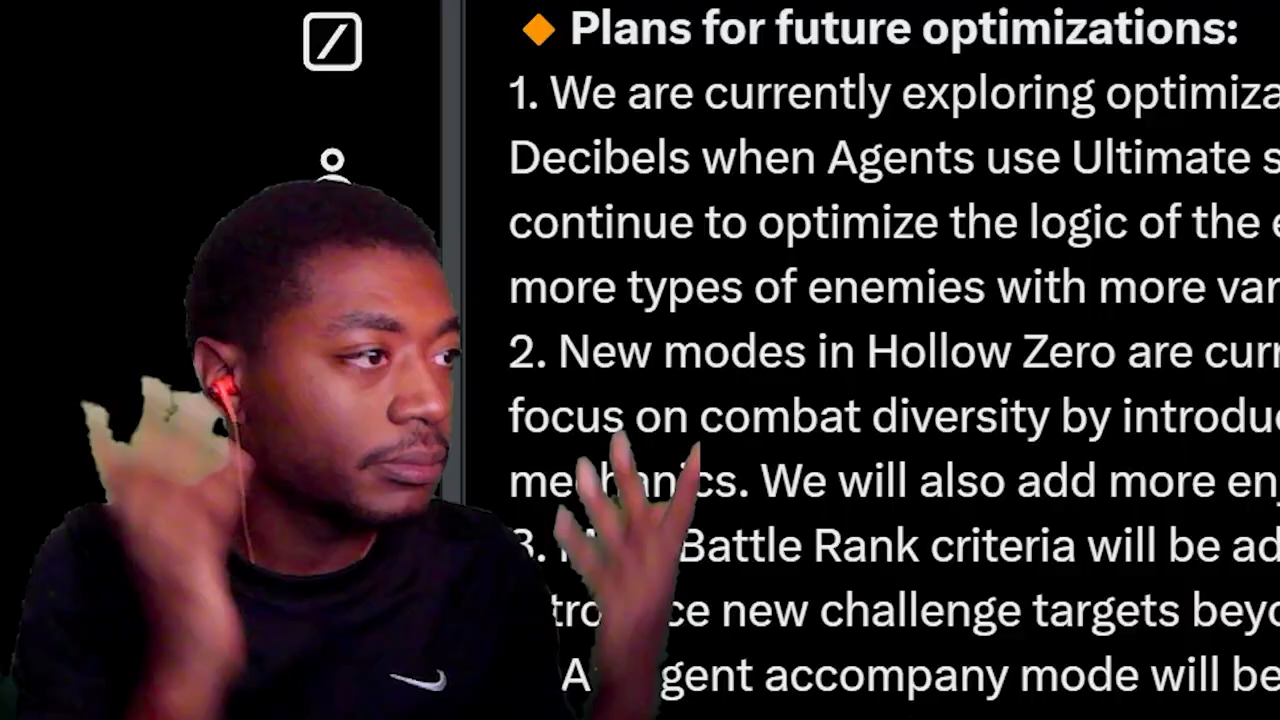 Plans for future optimizations:
1. We are currently exploring optimiza
Decibels when Agents use Ultimate s
continue to optimize the logic of the e
more types of enemies with more var
2. New modes in Hollow Zero are curr
focus on combat diversity by introdu
mechanics. We will also add more en
3. Battle Rank criteria will be ad
new challenge targets beyo
accompany mode will be